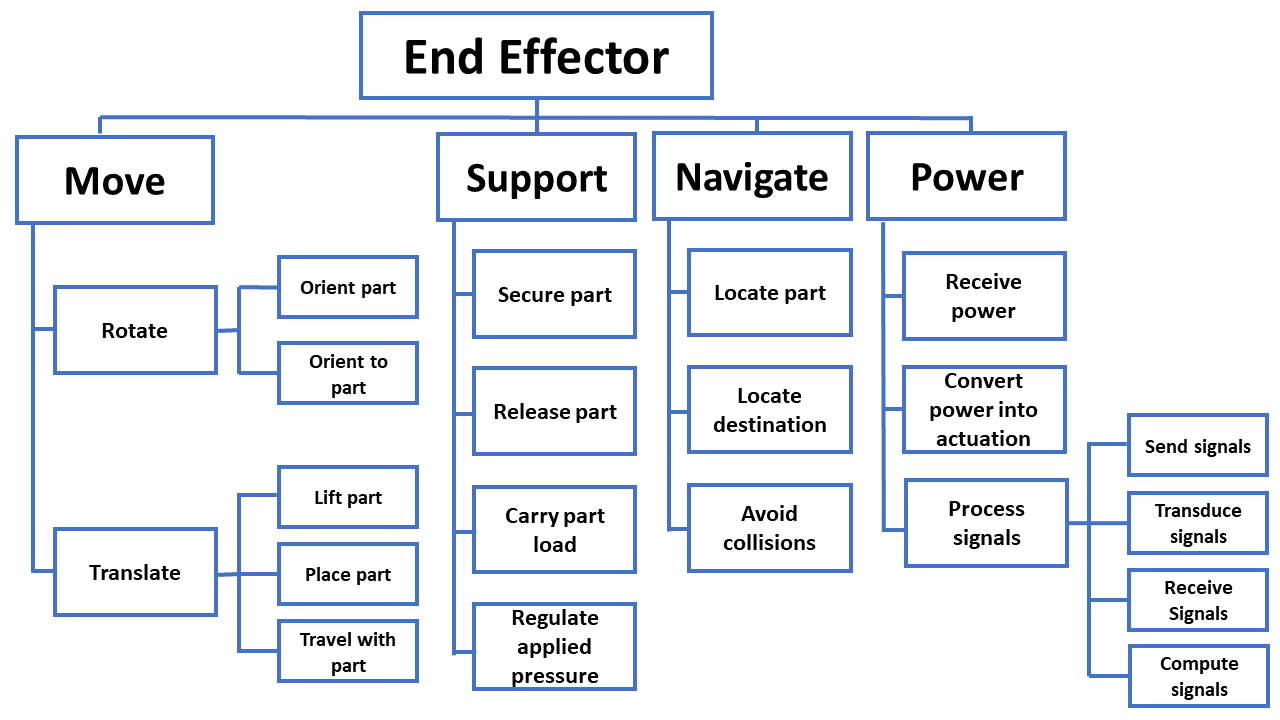 End Effector
Move
Rotate
Orient part
Orient to
part
Translate
Lift part
Place part
Travel with
part
Support
Secure part
Release part
Carry part
load
Regulate
applied
pressure
Navigate
Locate part
Locate
destination
Avoid
collisions
Power
Receive
power
Convert
power into
actuation
Process
signals
Send signals
Transduce
signals
Receive
Signals
Compute
signals